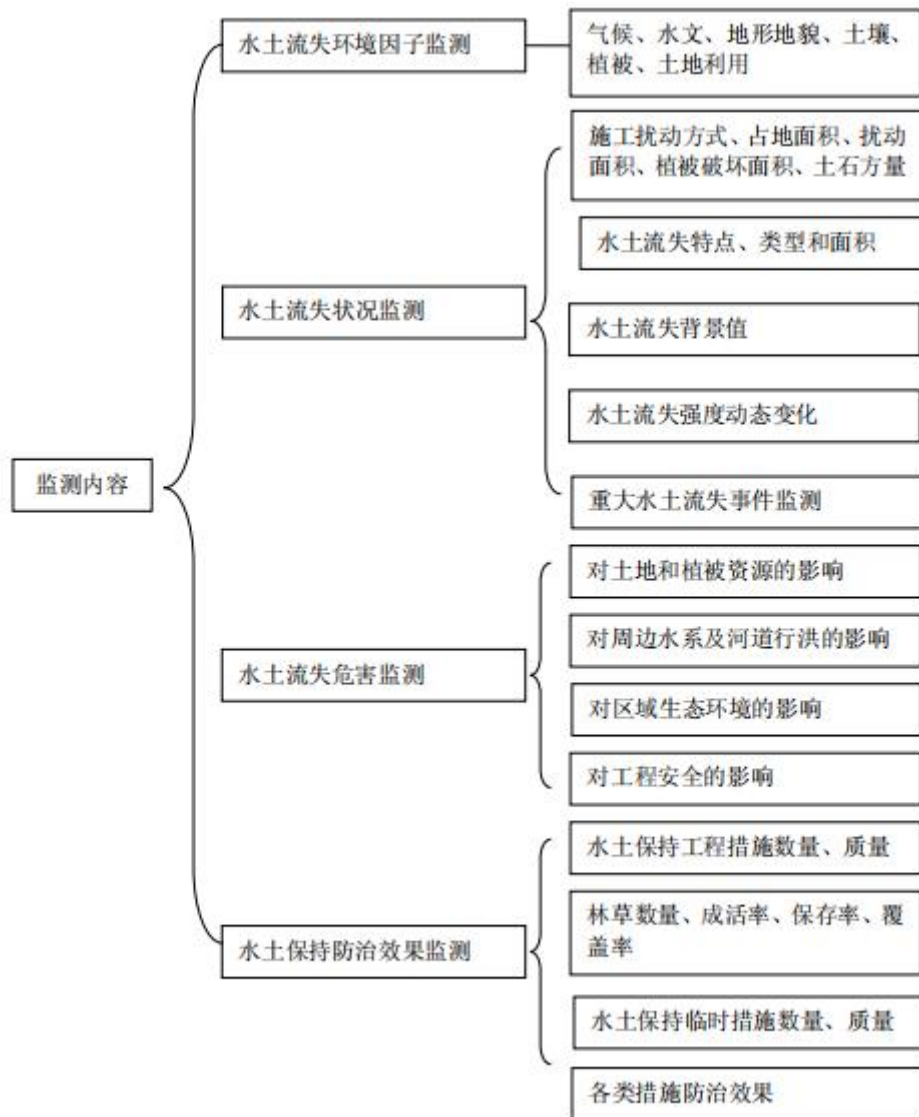 水土流失环境因子监测
气候、水文、地形地貌、土壌、
植被、土地利用
施工扰动方式、占地面积、扰动
面积、植被破坏面积、土石方量
水土流失特点、类型和面积
水土流失状况监测
水土流失背景值
水土流失强度动态变化
监测内容
重大水土流失事件监测
对土地和植被资源的影响
对周边水系及河道行洪的影响
水土流失危害监测
对区域生态环境的影响
对工程安全的影响
水土保持工程措施数量、质量
林草数量、成活率、保存率、覆
盖率
水土保持防治效果监测
水土保持临时措施数量、质量
各类措施防治效果